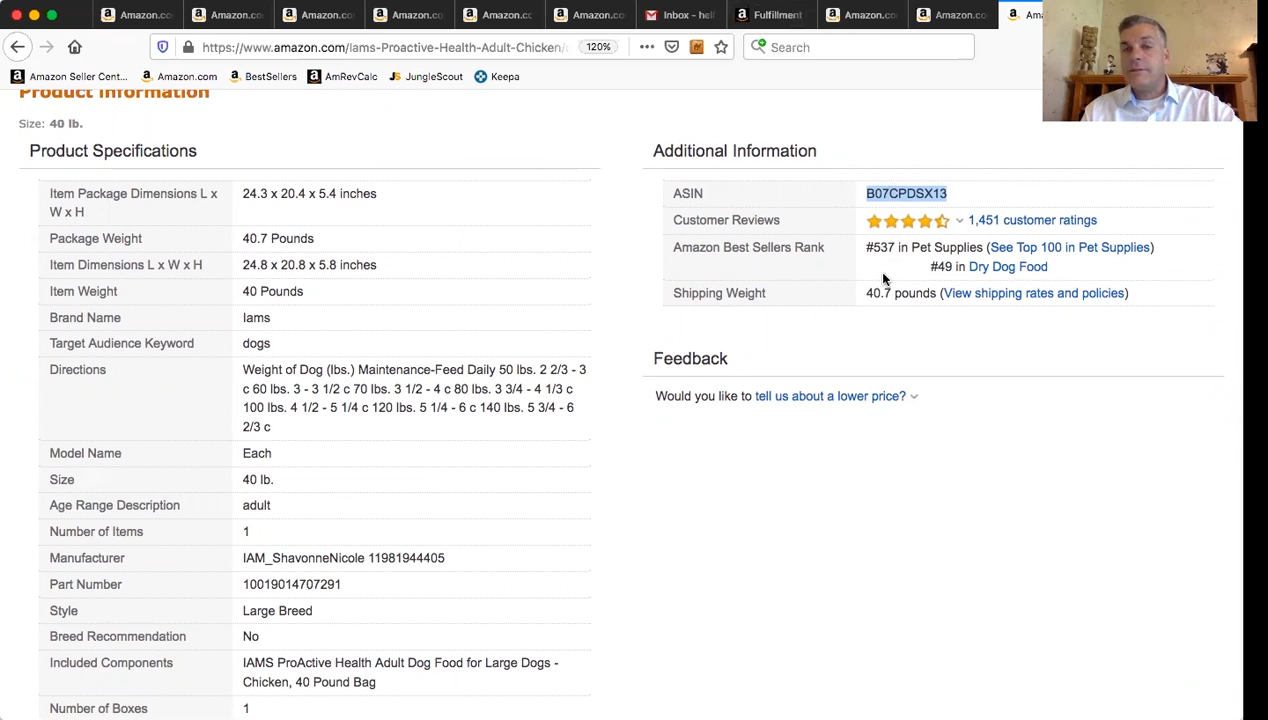 Amazon.co
Amazon.co
Amazon.co
Amazon.co
Amazon.co
Amazon.co
Inbox - hel
Fulfillment
Amazon.co
Amazon.co
Am
https://www.amazon.com/Iams-Proactive-Health-Adult-Chicken/
120%
Search
Amazon Seller Cent...
Amazon.com
BestSellers
AmRevCalc
JungleScout
Keepa
Product Information
Size: 40 lb.
Product Specifications
Item Package Dimensions L x
W x H
24.3 x 20.4 x 5.4 inches
Package Weight
40.7 Pounds
Item Dimensions L x W x H
24.8 x 20.8 x 5.8 inches
Item Weight
40 Pounds
Brand Name
Iams
Target Audience Keyword
dogs
Directions
Weight of Dog (lbs.) Maintenance-Feed Daily 50 lbs. 2 2/3 - 3
c 60 lbs. 3 - 3 1/2 c 70 lbs. 3 1/2 - 4 c 80 lbs. 3 3/4 - 4 1/3 c
100 lbs. 4 1/2 - 5 1/4 c 120 lbs. 5 1/4 - 6 c 140 lbs. 5 3/4 - 6
2/3 c
Model Name
Each
Size
40 lb.
Age Range Description
adult
Number of Items
1
Manufacturer
IAM_ShavonneNicole 11981944405
Part Number
10019014707291
Style
Large Breed
Breed Recommendation
No
Included Components
IAMS ProActive Health Adult Dog Food for Large Dogs -
Chicken, 40 Pound Bag
Number of Boxes
1
Additional Information
ASIN
B07CPDSX13
Customer Reviews
1,451 customer ratings
Amazon Best Sellers Rank
#537 in Pet Supplies (See Top 100 in Pet Supplies)
#49 in Dry Dog Food
Shipping Weight
40.7 pounds (View shipping rates and policies)
Feedback
Would you like to tell us about a lower price?